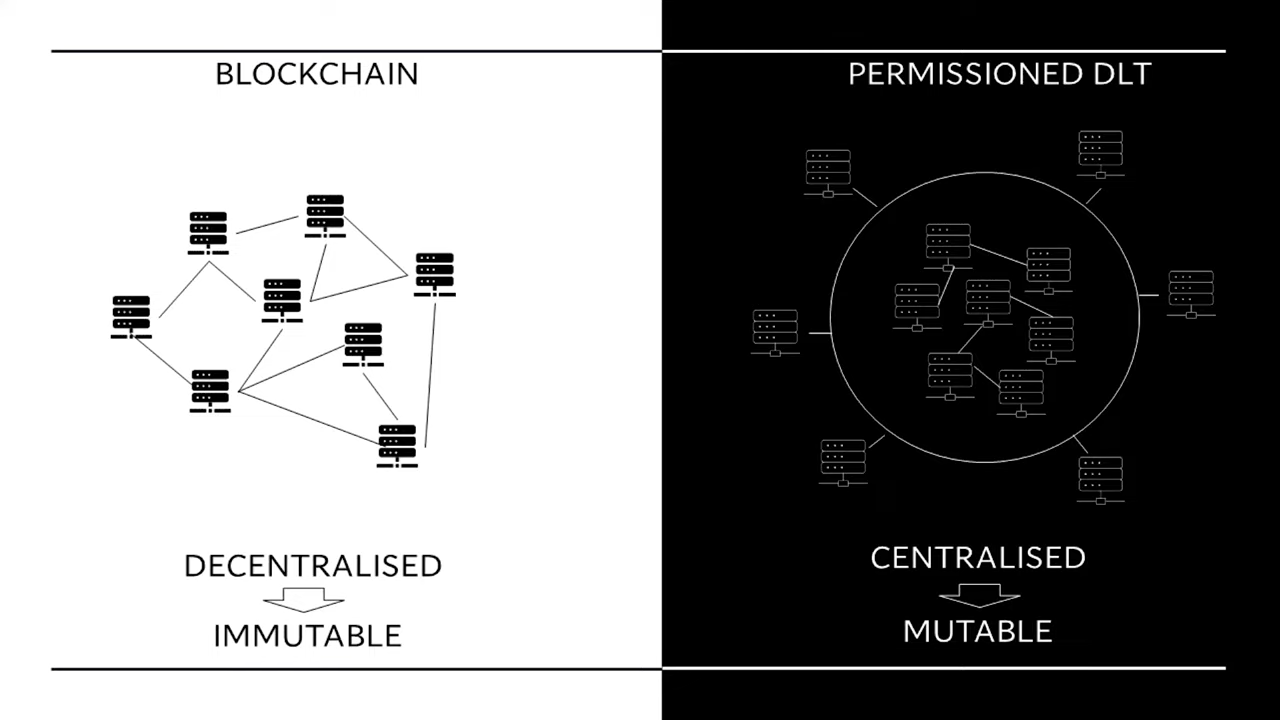 BLOCKCHAIN
DECENTRALISED
IMMUTABLE
PERMISSIONED DLT
CENTRALISED
MUTABLE